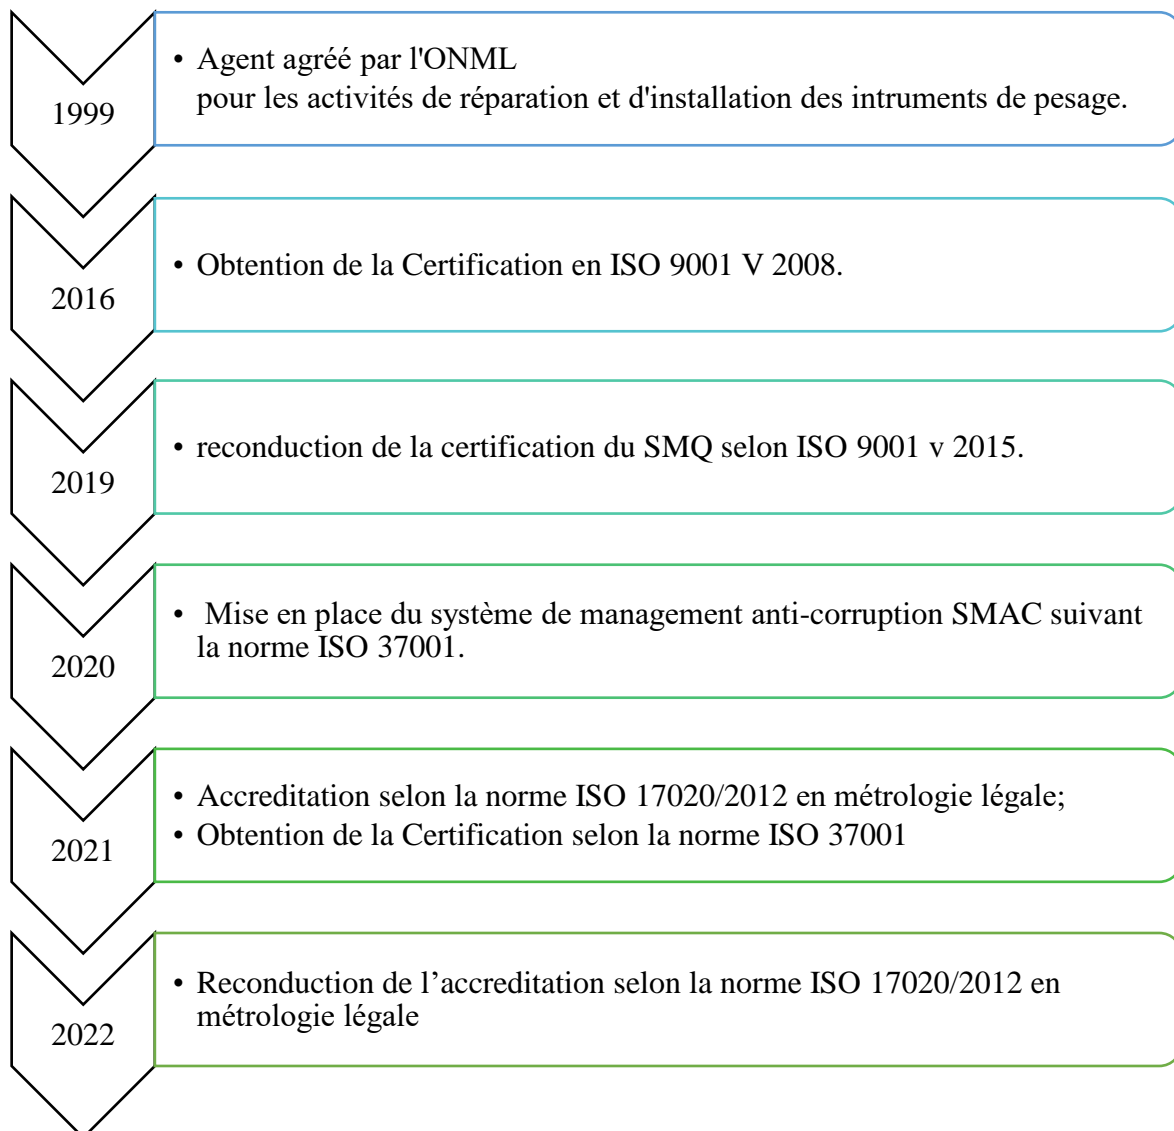 1999
• Agent agréé par l'ONML
pour les activités de réparation et d'installation des intruments de pesage.
2016
• Obtention de la Certification en ISO 9001 V 2008.
2019
• reconduction de la certification du SMQ selon ISO 9001 v 2015.
2020
• Mise en place du système de management anti-corruption SMAC suivant
la norme ISO 37001.
2021
• Accreditation selon la norme ISO 17020/2012 en métrologie légale;
• Obtention de la Certification selon la norme ISO 37001
2022
• Reconduction de l’accreditation selon la norme ISO 17020/2012 en
métrologie légale